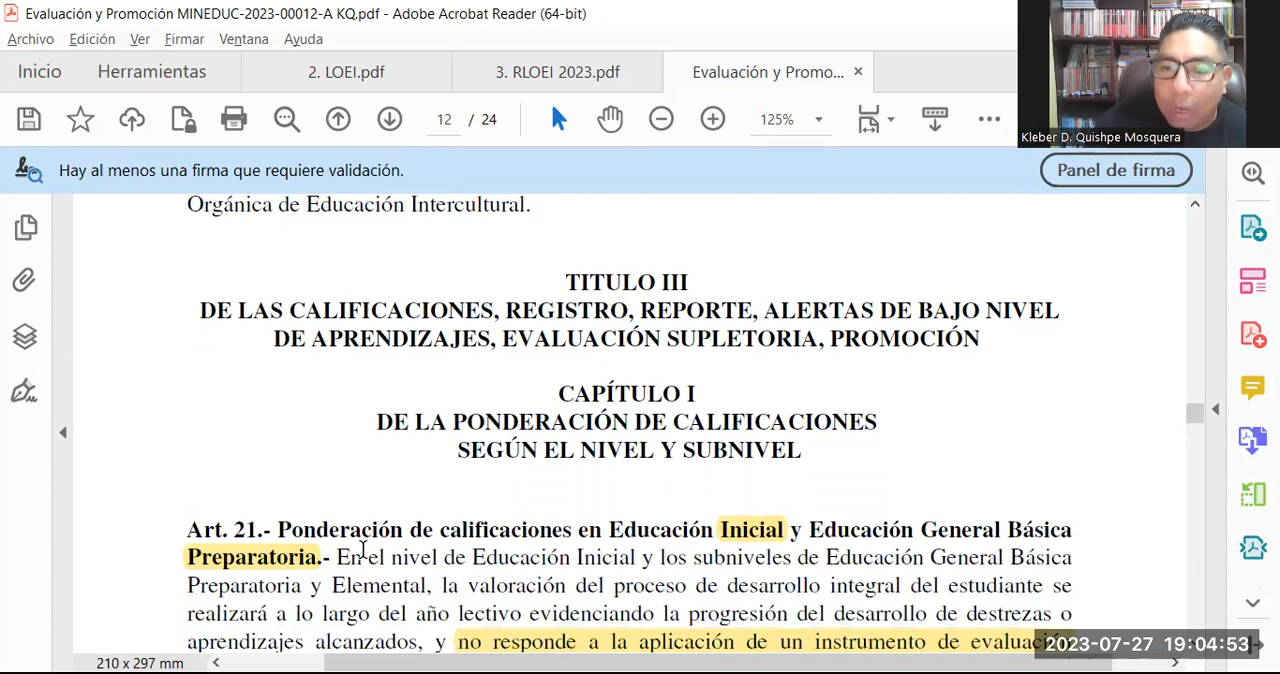 Evaluación y Promoción MINEDUC-2023-00012-A KQ.pdf - Adobe Acrobat Reader (64-bit)
Archivo Edición Ver Firmar Ventana Ayuda
Inicio Herramientas 2. LOEI.pdf 3. RLOEI 2023.pdf Evaluación y Promo... ×
12 / 24 125%
Kleber D. Quishpe Mosquera
Hay al menos una firma que requiere validación. Panel de firma
Orgánica de Educación Intercultural.
TITULO III
DE LAS CALIFICACIONES, REGISTRO, REPORTE, ALERTAS DE BAJO NIVEL
DE APRENDIZAJES, EVALUACIÓN SUPLETORIA, PROMOCIÓN
CAPÍTULO I
DE LA PONDERACIÓN DE CALIFICACIONES
SEGÚN EL NIVEL Y SUBNIVEL
Art. 21.- Ponderación de calificaciones en Educación Inicial y Educación General Básica
Preparatoria.- En el nivel de Educación Inicial y los subniveles de Educación General Básica
Preparatoria y Elemental, la valoración del proceso de desarrollo integral del estudiante se
realizará a lo largo del año lectivo evidenciando la progresión del desarrollo de destrezas o
aprendizajes alcanzados, y no responde a la aplicación de un instrumento de evaluación
2023-07-27 19:04:53
210 x 297 mm